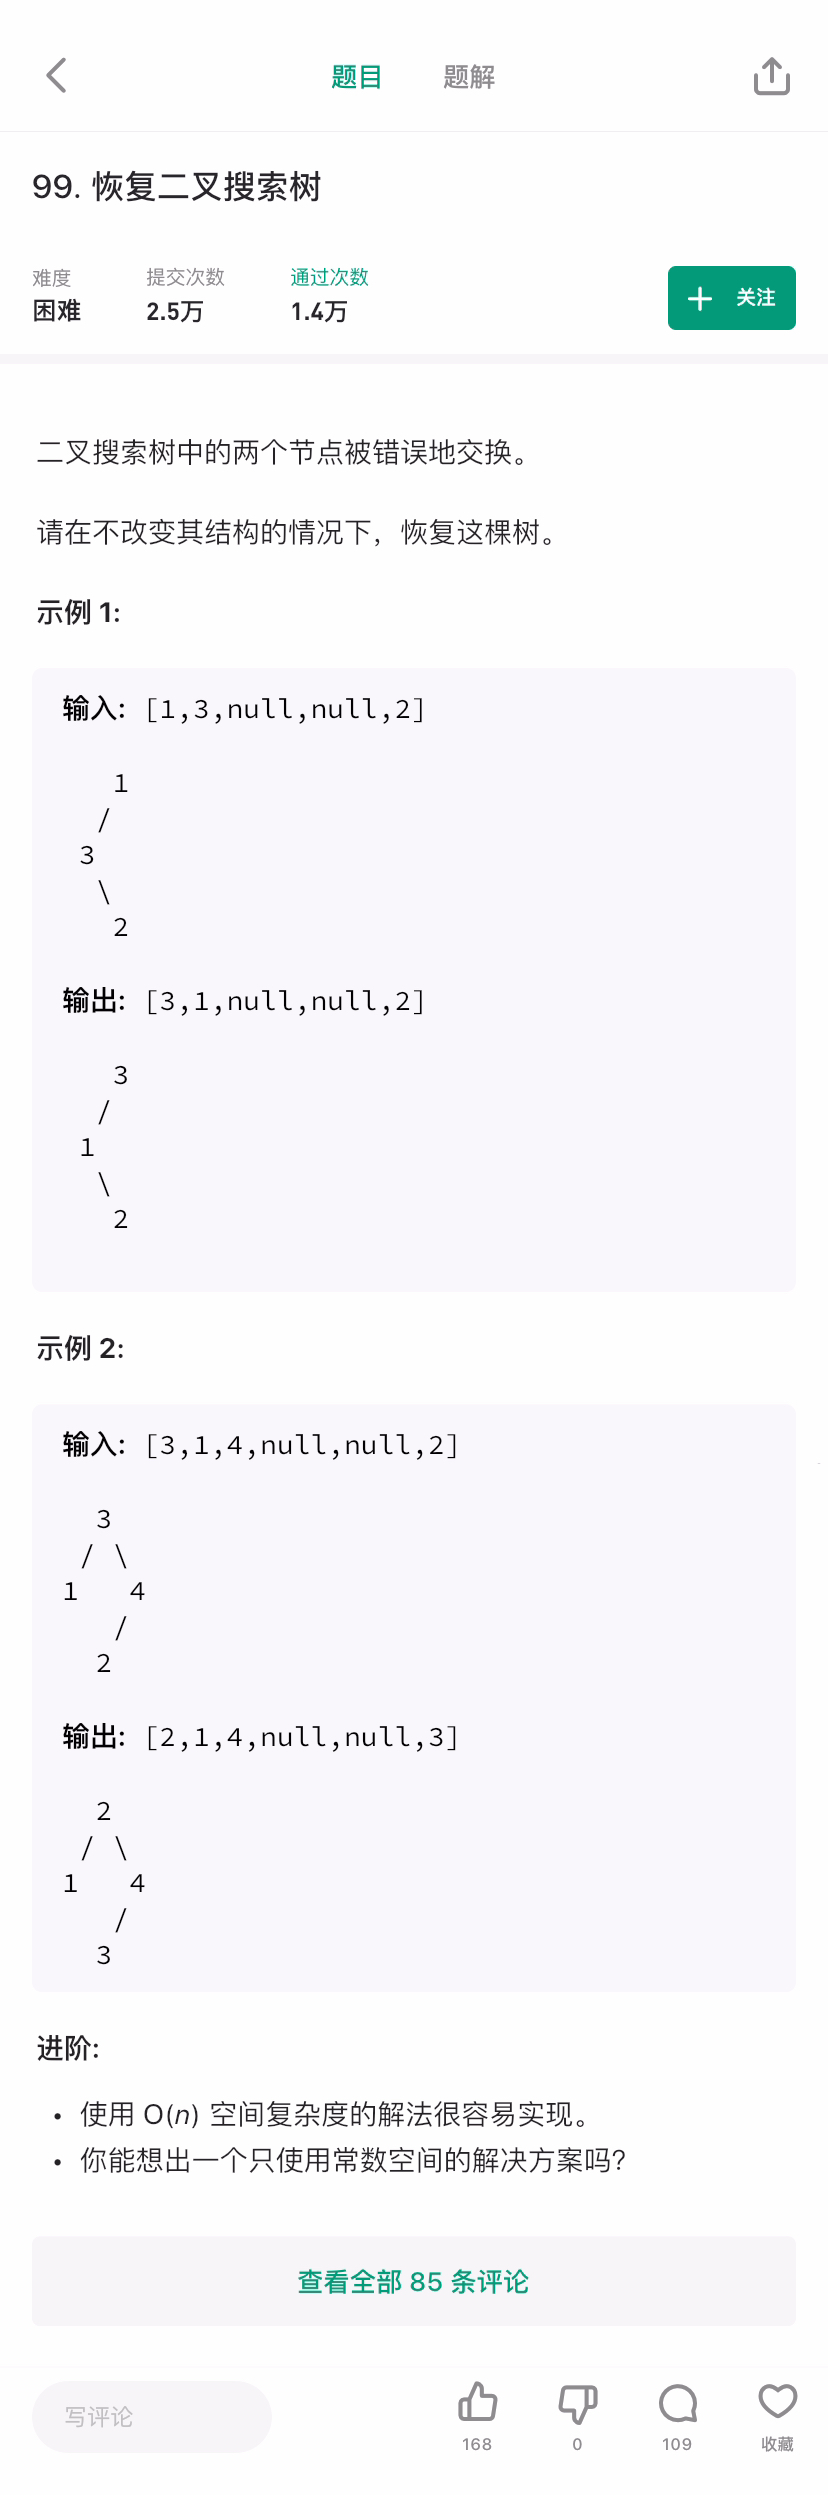 题目 题解
99. 恢复二叉搜索树
难度 提交次数 通过次数
困难 2.5万 1.4万
关注
二叉搜索树中的两个节点被错误地交换。
请在不改变其结构的情况下，恢复这棵树。
示例 1:
输入: [1,3,null,null,2]
1
/
3
\
2
输出: [3,1,null,null,2]
3
/
1
\
2
示例 2:
输入: [3,1,4,null,null,2]
3
/ \
1 4
/
2
输出: [2,1,4,null,null,3]
2
/ \
1 4
/
3
进阶:
• 使用 O(n) 空间复杂度的解法很容易实现。
• 你能想出一个只使用常数空间的解决方案吗?
查看全部 85 条评论
写评论
168 0 109 收藏